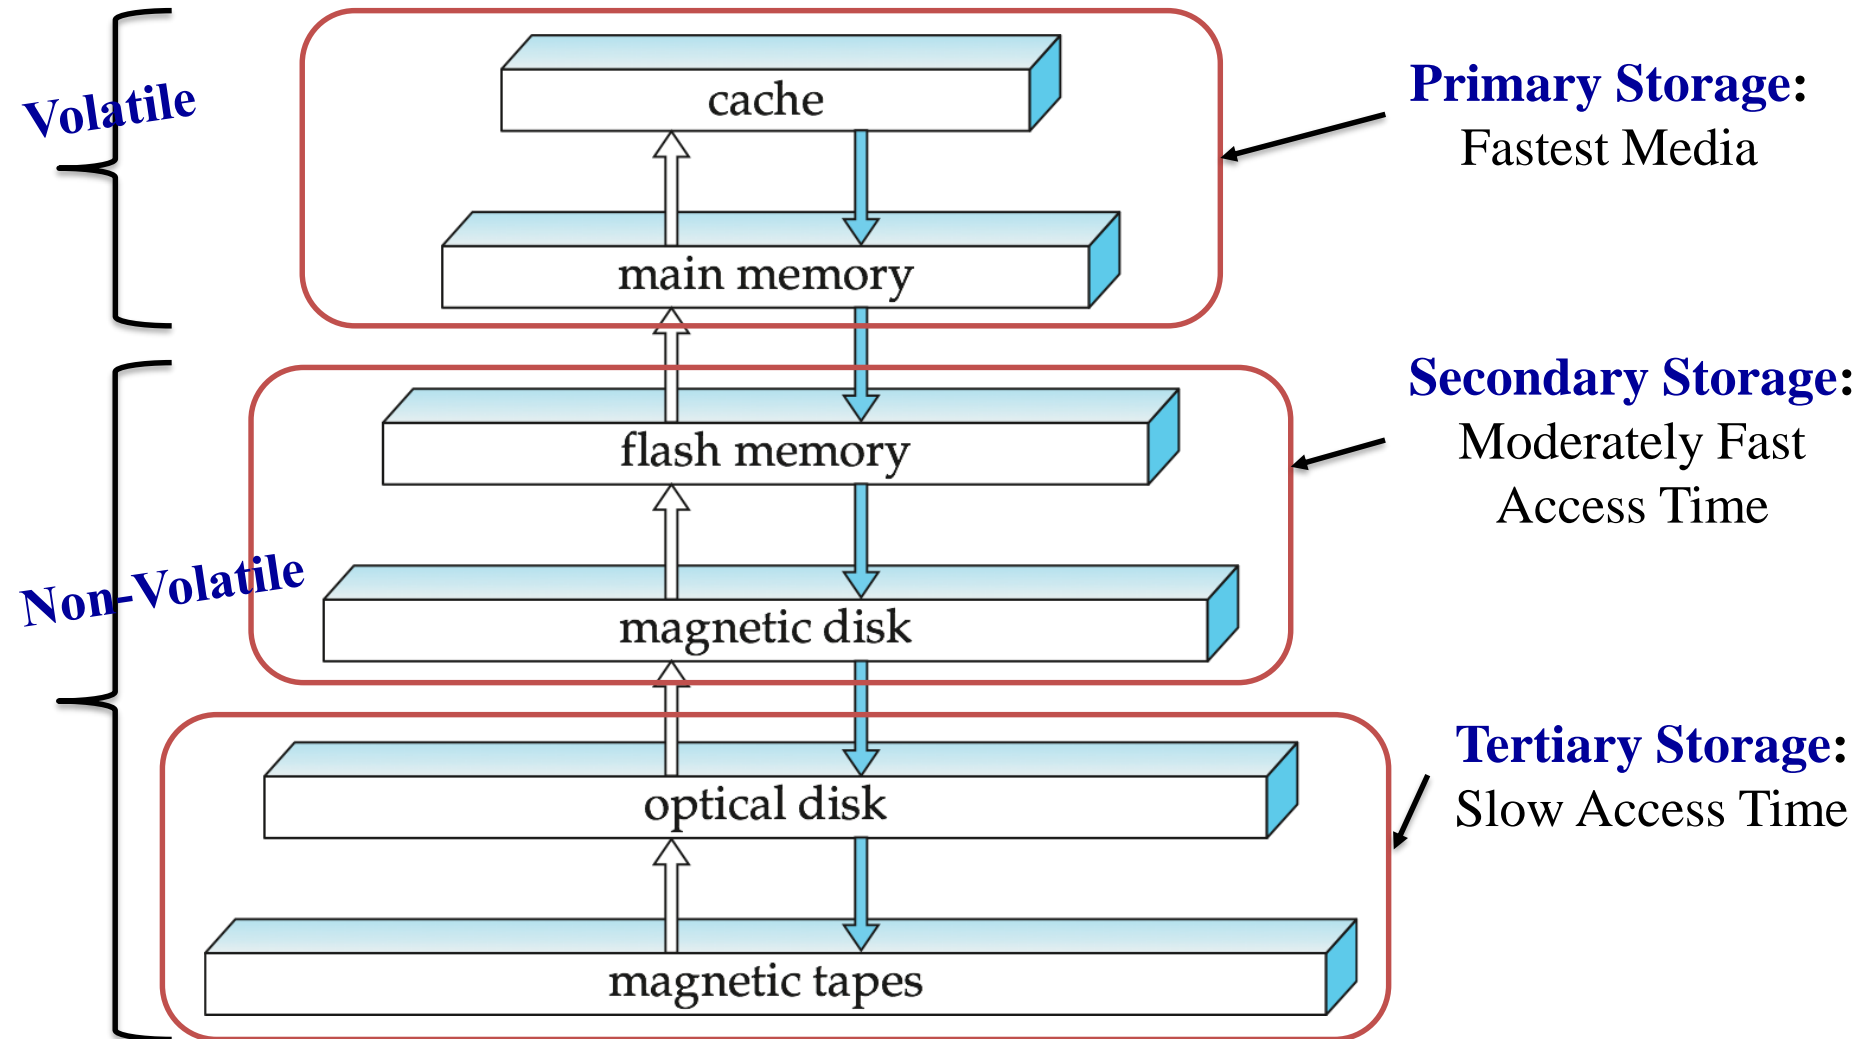 Volatile
cache
Primary Storage:
Fastest Media
main memory
Secondary Storage:
Moderately Fast
Access Time
flash memory
Non-Volatile
magnetic disk
Tertiary Storage:
Slow Access Time
optical disk
magnetic tapes